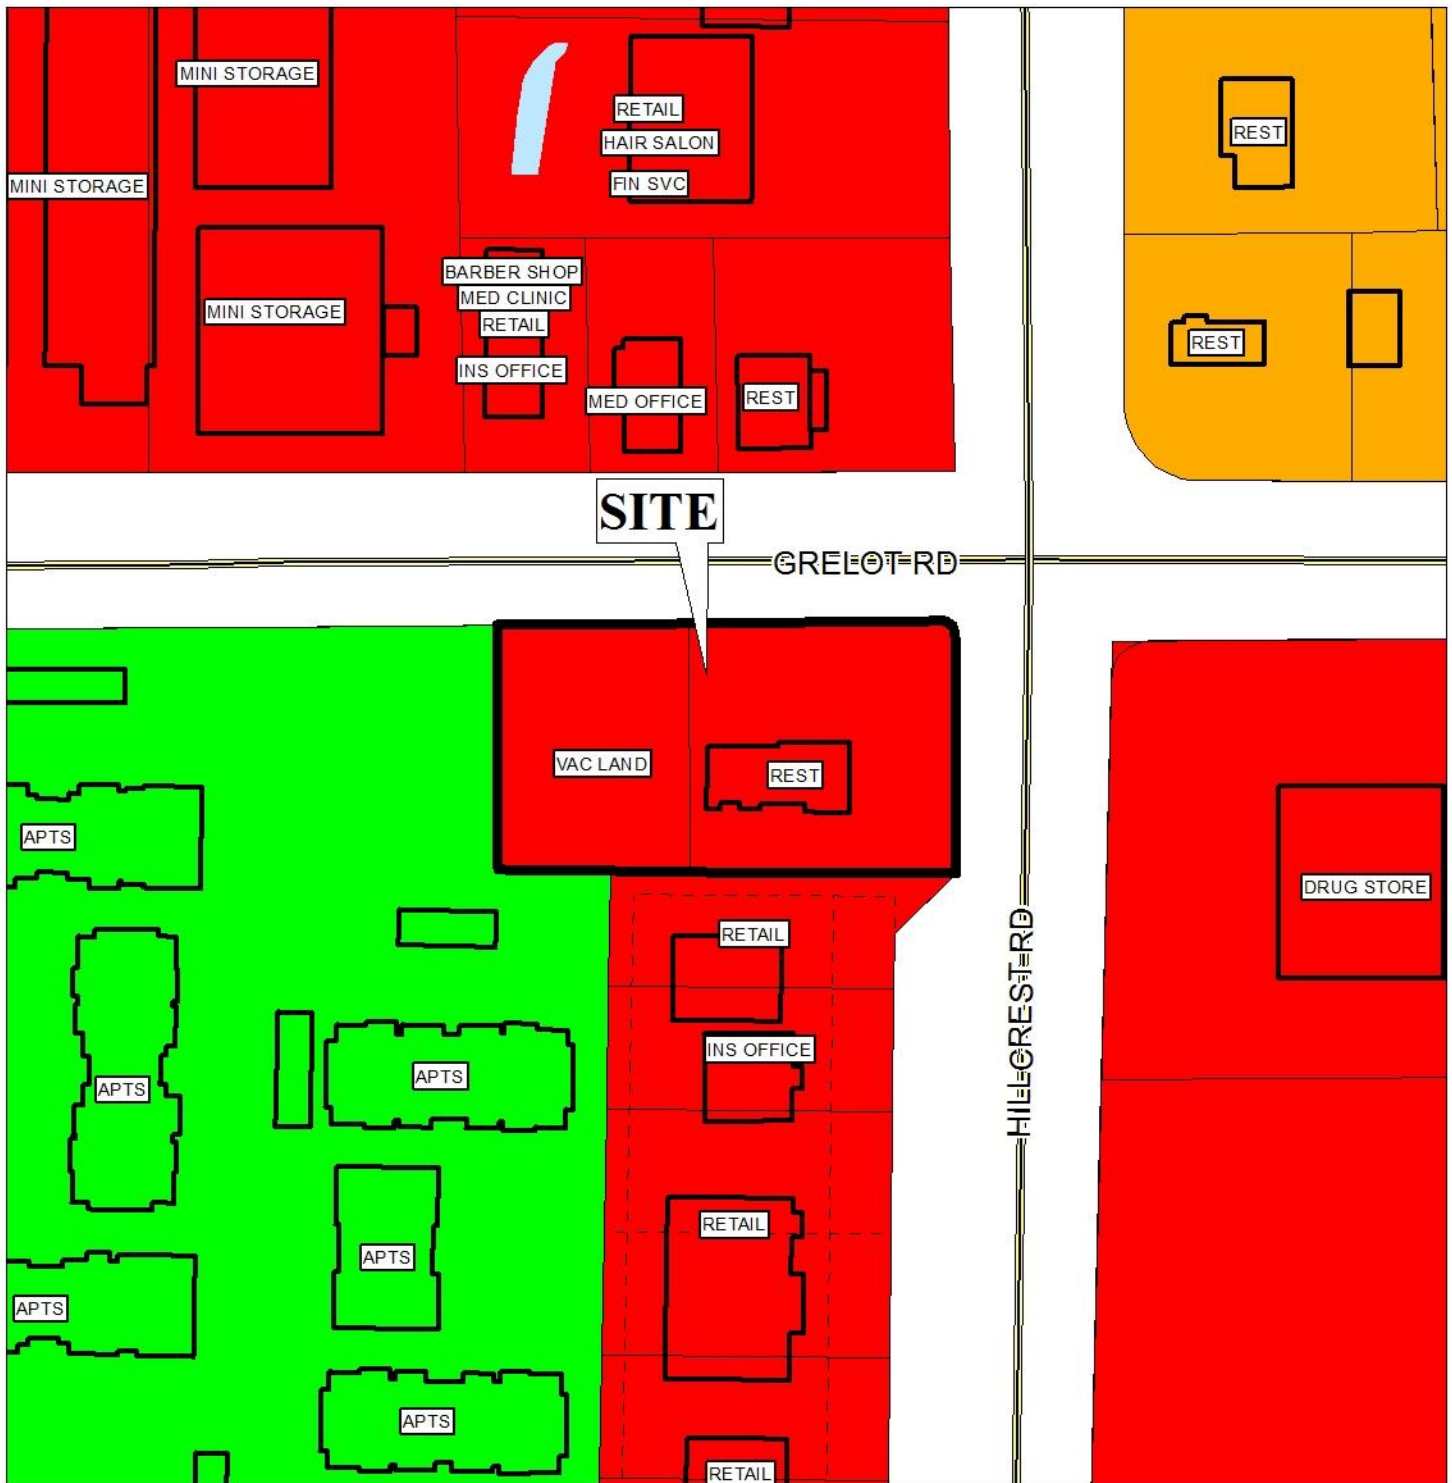 MINI STORAGE
RETAIL
HAIR SALON
REST
MINI STORAGE
FIN SVC
BARBER SHOP
MED CLINIC
MINI STORAGE
RETAIL
REST
INS OFFICE
MED OFFICE
REST
SITE
GRELOT RD
VAC LAND
REST
APTS
DRUG STORE
RETAIL
HILLCREST RD
INS OFFICE
APTS
APTS
RETAIL
APTS
APTS
APTS
RETAIL